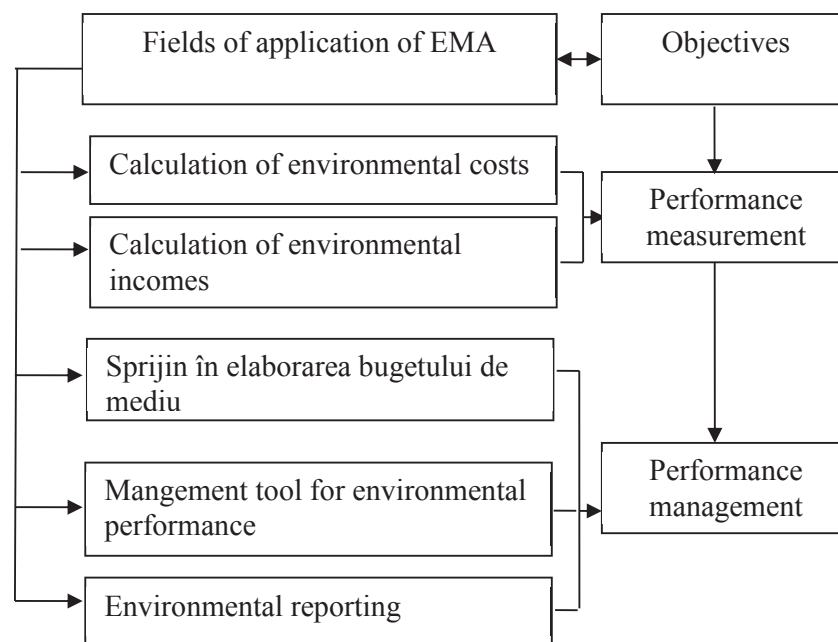 Fields of application of EMA
Objectives
Calculation of environmental costs
Calculation of environmental
incomes
Performance
measurement
Sprijin în elaborarea bugetului de
mediu
Mangement tool for environmental
performance
Environmental reporting
Performance
management